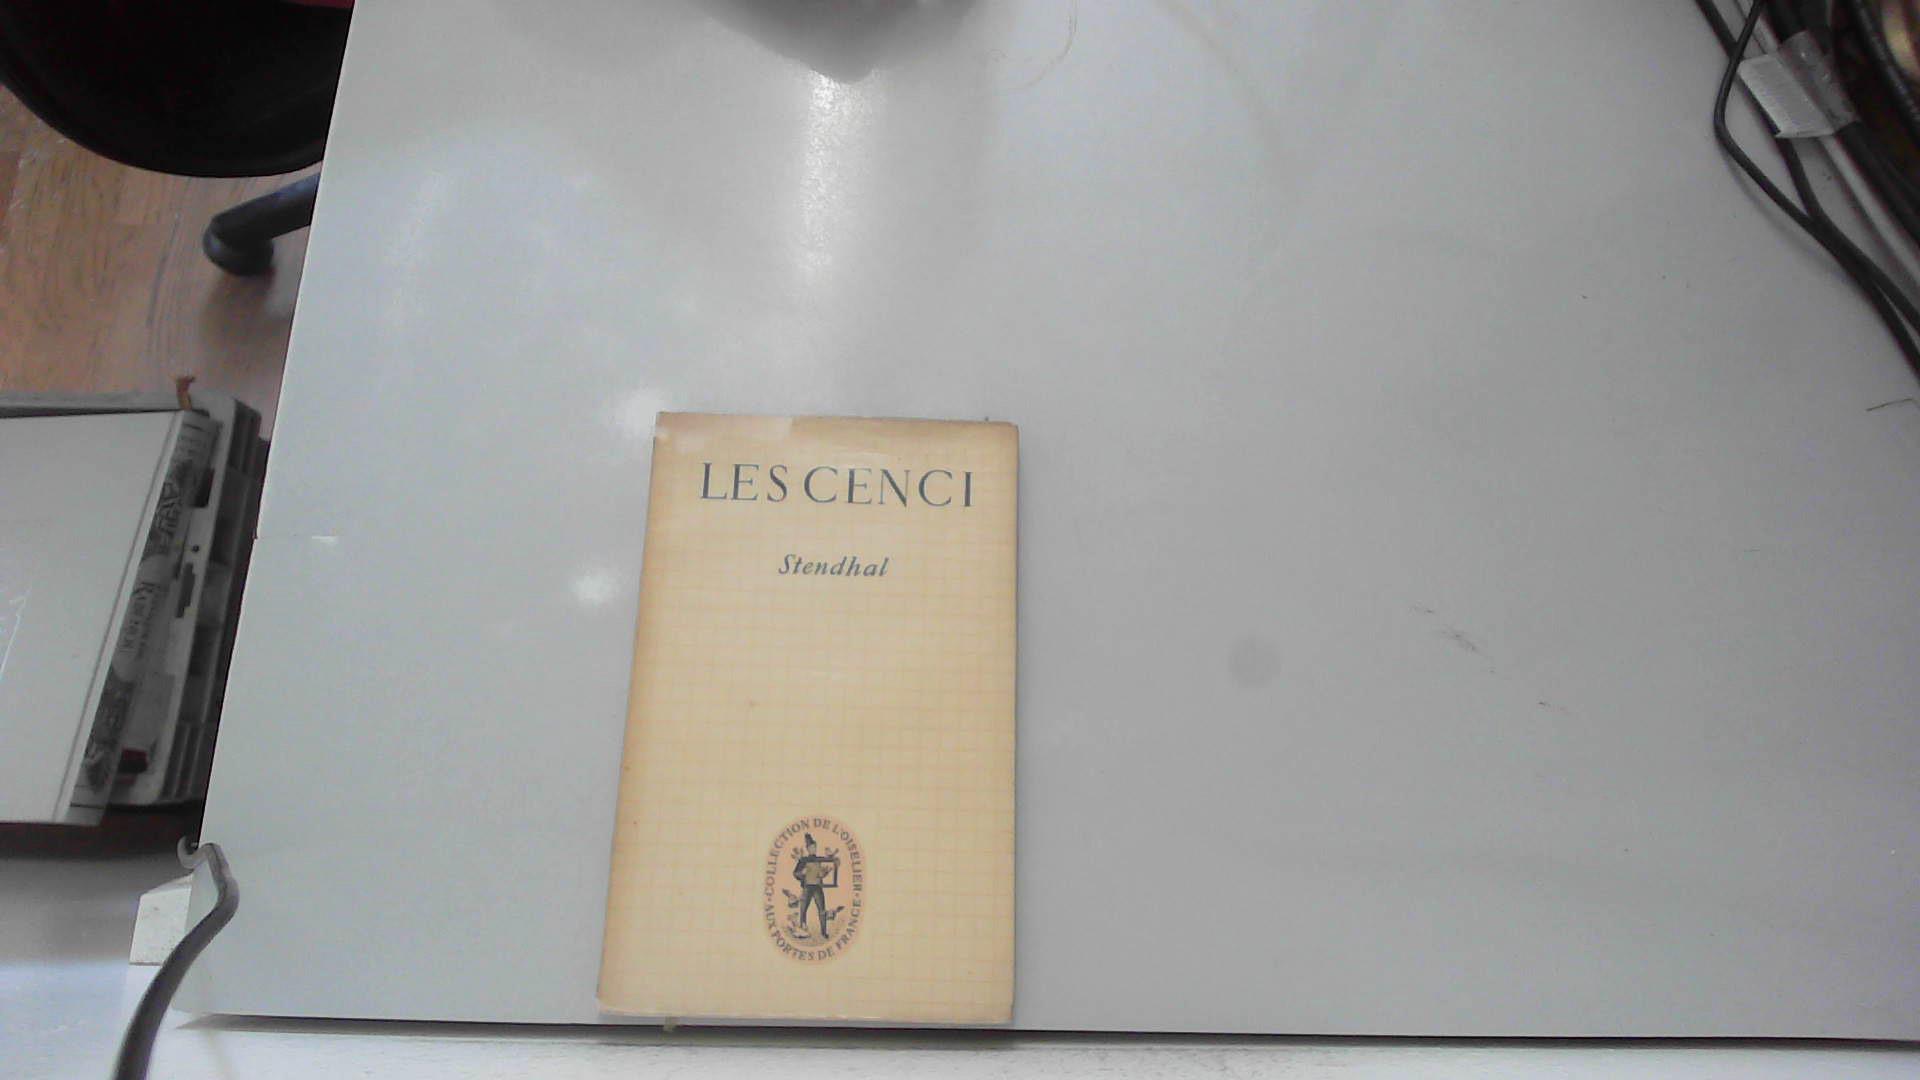 LES CENCI
Stendhal
COLLECTION DE L'OISELIER
AUX PORTES DE FRANCE